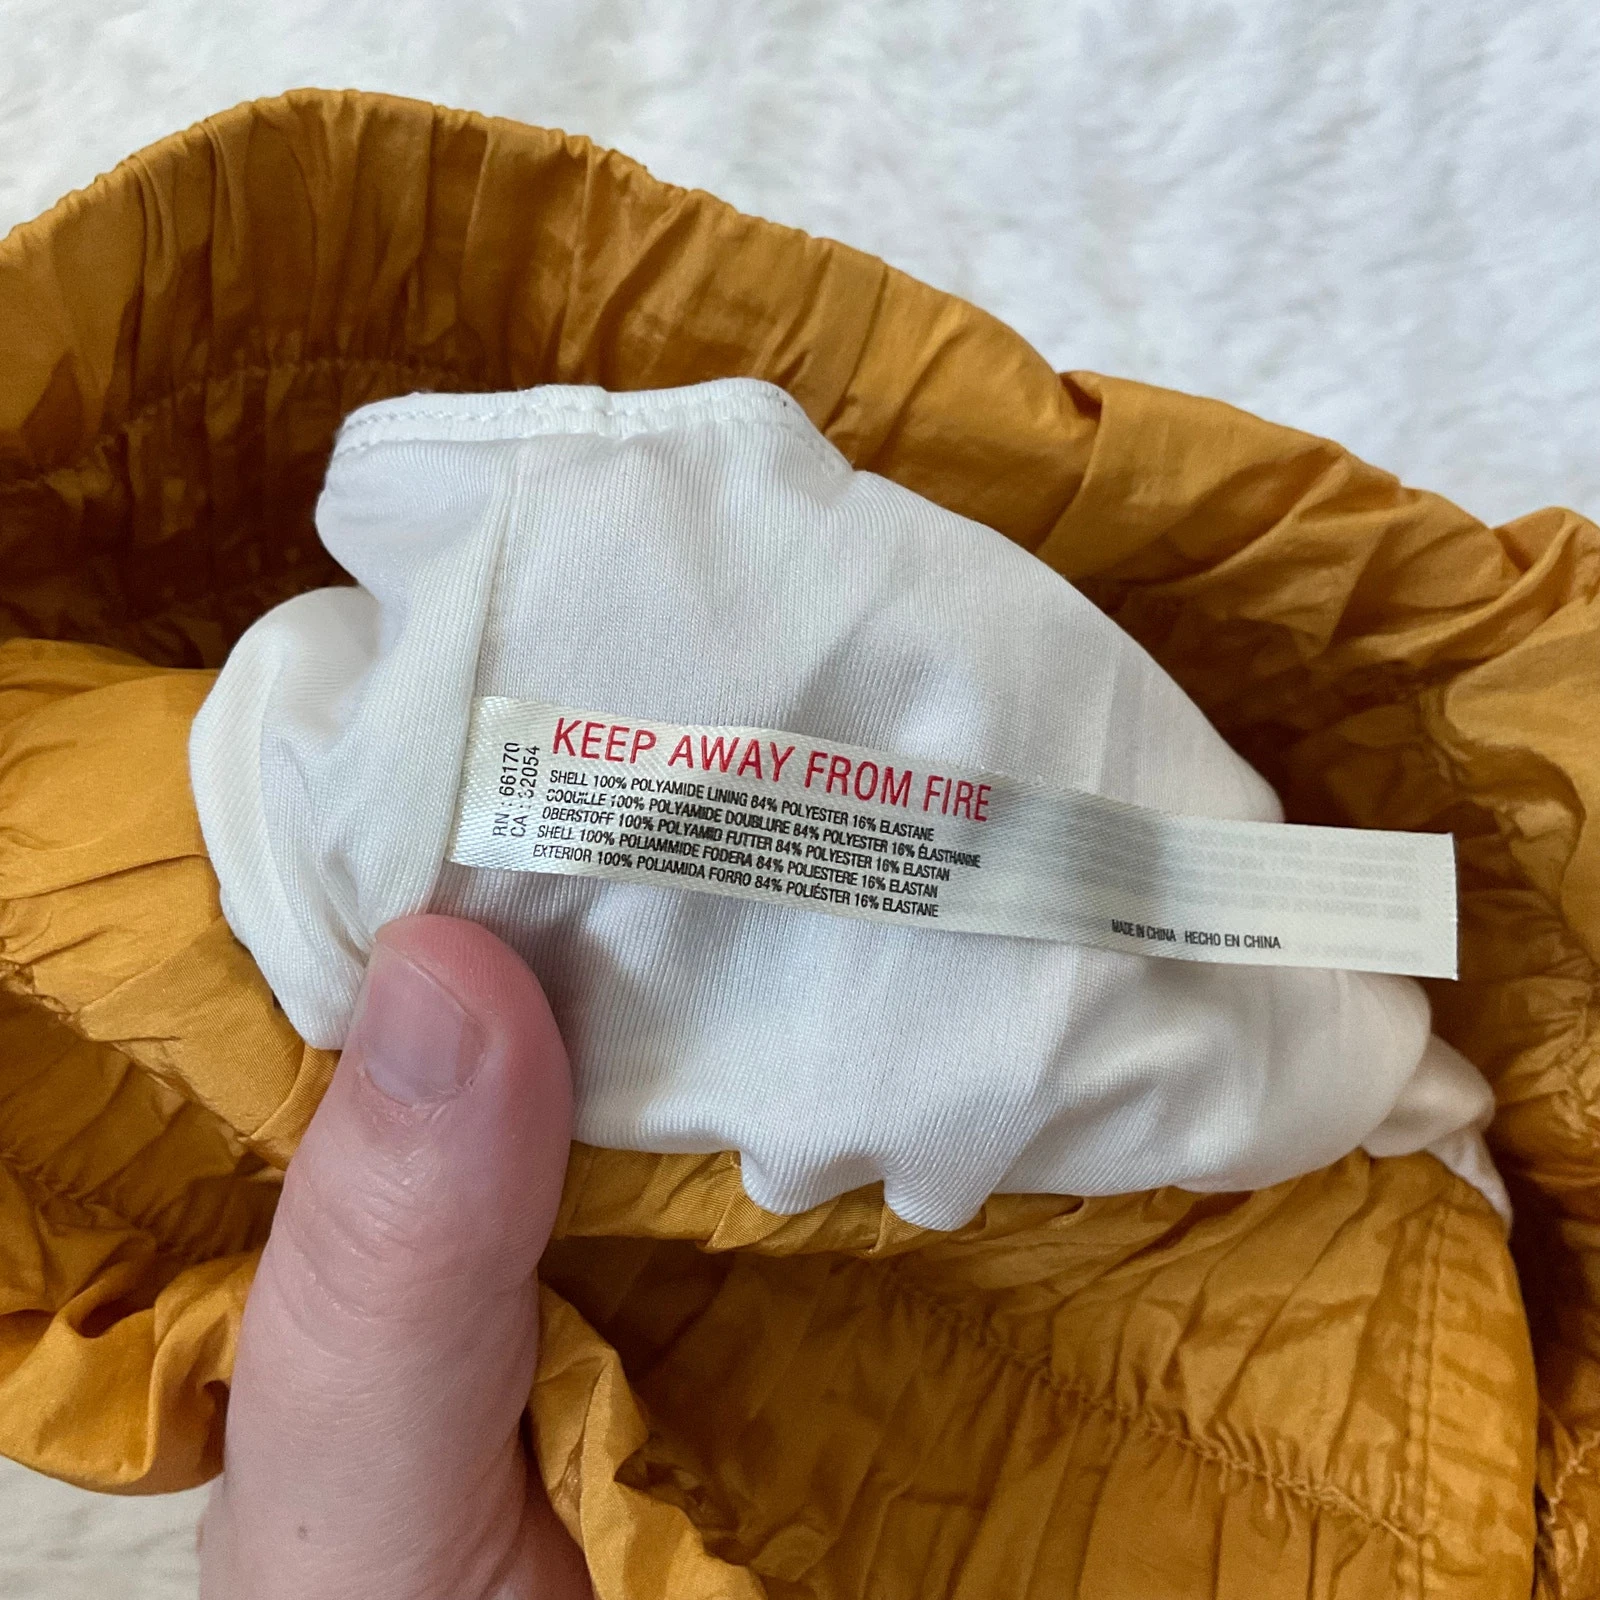 RN : 66170
CA : 32054
KEEP AWAY FROM FIRE
SHELL 100% POLYAMIDE LINING 84% POLYESTER 16% ELASTANE
COQUILLE 100% POLYAMIDE DOUBLURE 84% POLYESTER 16% ÉLASTHANNE
OBERSTOFF 100% POLYAMID FUTTER 84% POLYESTER 16% ELASTAN
SHELL 100% POLIAMMIDE FODERA 84% POLIESTERE 16% ELASTAN
EXTERIOR 100% POLIAMIDA FORRO 84% POLIÉSTER 16% ELASTANE
MADE IN CHINA HECHO EN CHINA